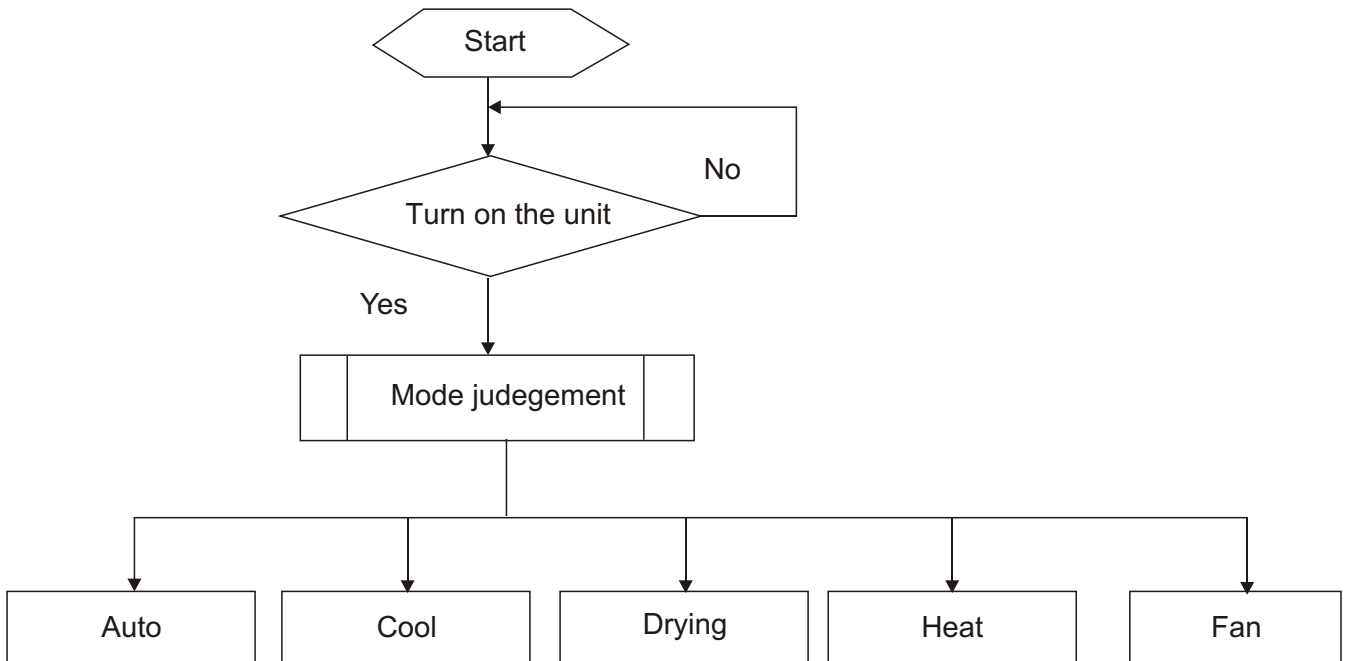 Start
No
Turn on the unit
Yes
Mode judegement
Auto
Cool
Drying
Heat
Fan